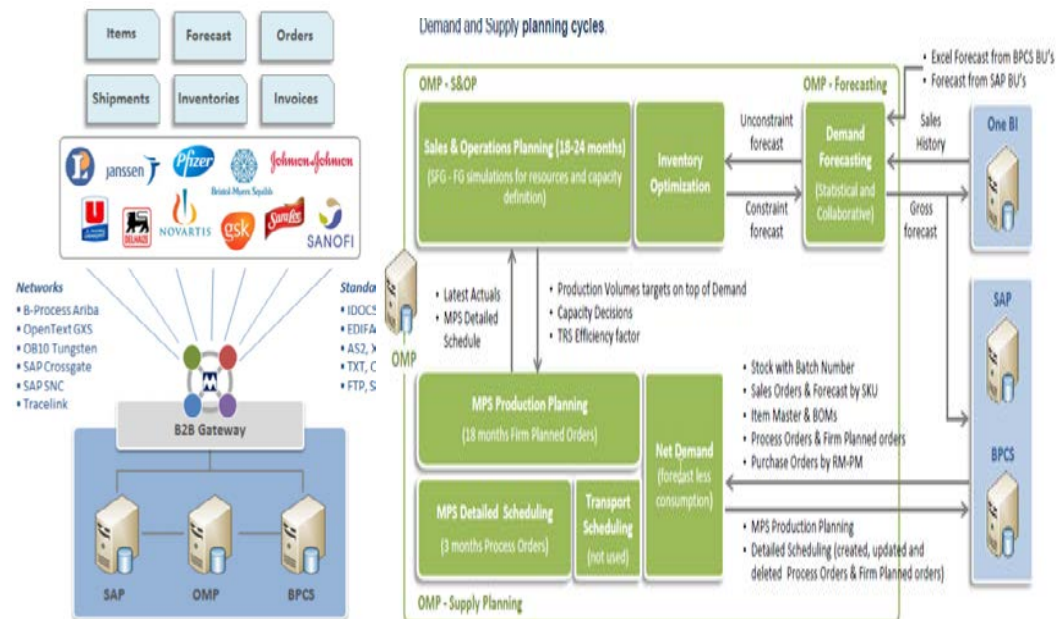 Items
Forecast
Orders
Shipments
Inventories
Invoices
janssen
Pfizer
Bristol-Myers Squibb
Johnson&Johnson
U
DELHAIZE
NOVARTIS
gsk
Sara Lee
SANOFI
Networks
• B-Process Ariba
• OpenText GXS
• OB10 Tungsten
• SAP Crossgate
• SAP SNC
• Tracelink
Standa
• IDOCS
• EDIFA
• AS2, X
• TXT, C
• FTP, S
M
B2B Gateway
SAP
OMP
BPCS
Demand and Supply planning cycles.
OMP - S&OP
OMP - Forecasting
• Excel Forecast from BPCS BU's
• Forecast from SAP BU's
Sales & Operations Planning (18-24 months)
(SFG - FG simulations for resources and capacity
definition)
Inventory
Optimization
Unconstraint
forecast
Constraint
forecast
Demand
Forecasting
(Statistical and
Collaborative)
Sales
History
Gross
forecast
One BI
OMP
• Latest Actuals
• MPS Detailed
Schedule
• Production Volumes targets on top of Demand
• Capacity Decisions
• TRS Efficiency factor
MPS Production Planning
(18 months Firm Planned Orders)
MPS Detailed Scheduling
(3 months Process Orders)
Transport
Scheduling
(not used)
Net Demand
(forecast less
consumption)
• Stock with Batch Number
• Sales Orders & Forecast by SKU
• Item Master & BOMs
• Process Orders & Firm Planned orders
• Purchase Orders by RM-PM
• MPS Production Planning
• Detailed Scheduling (created, updated and
deleted Process Orders & Firm Planned orders)
SAP
BPCS
OMP - Supply Planning